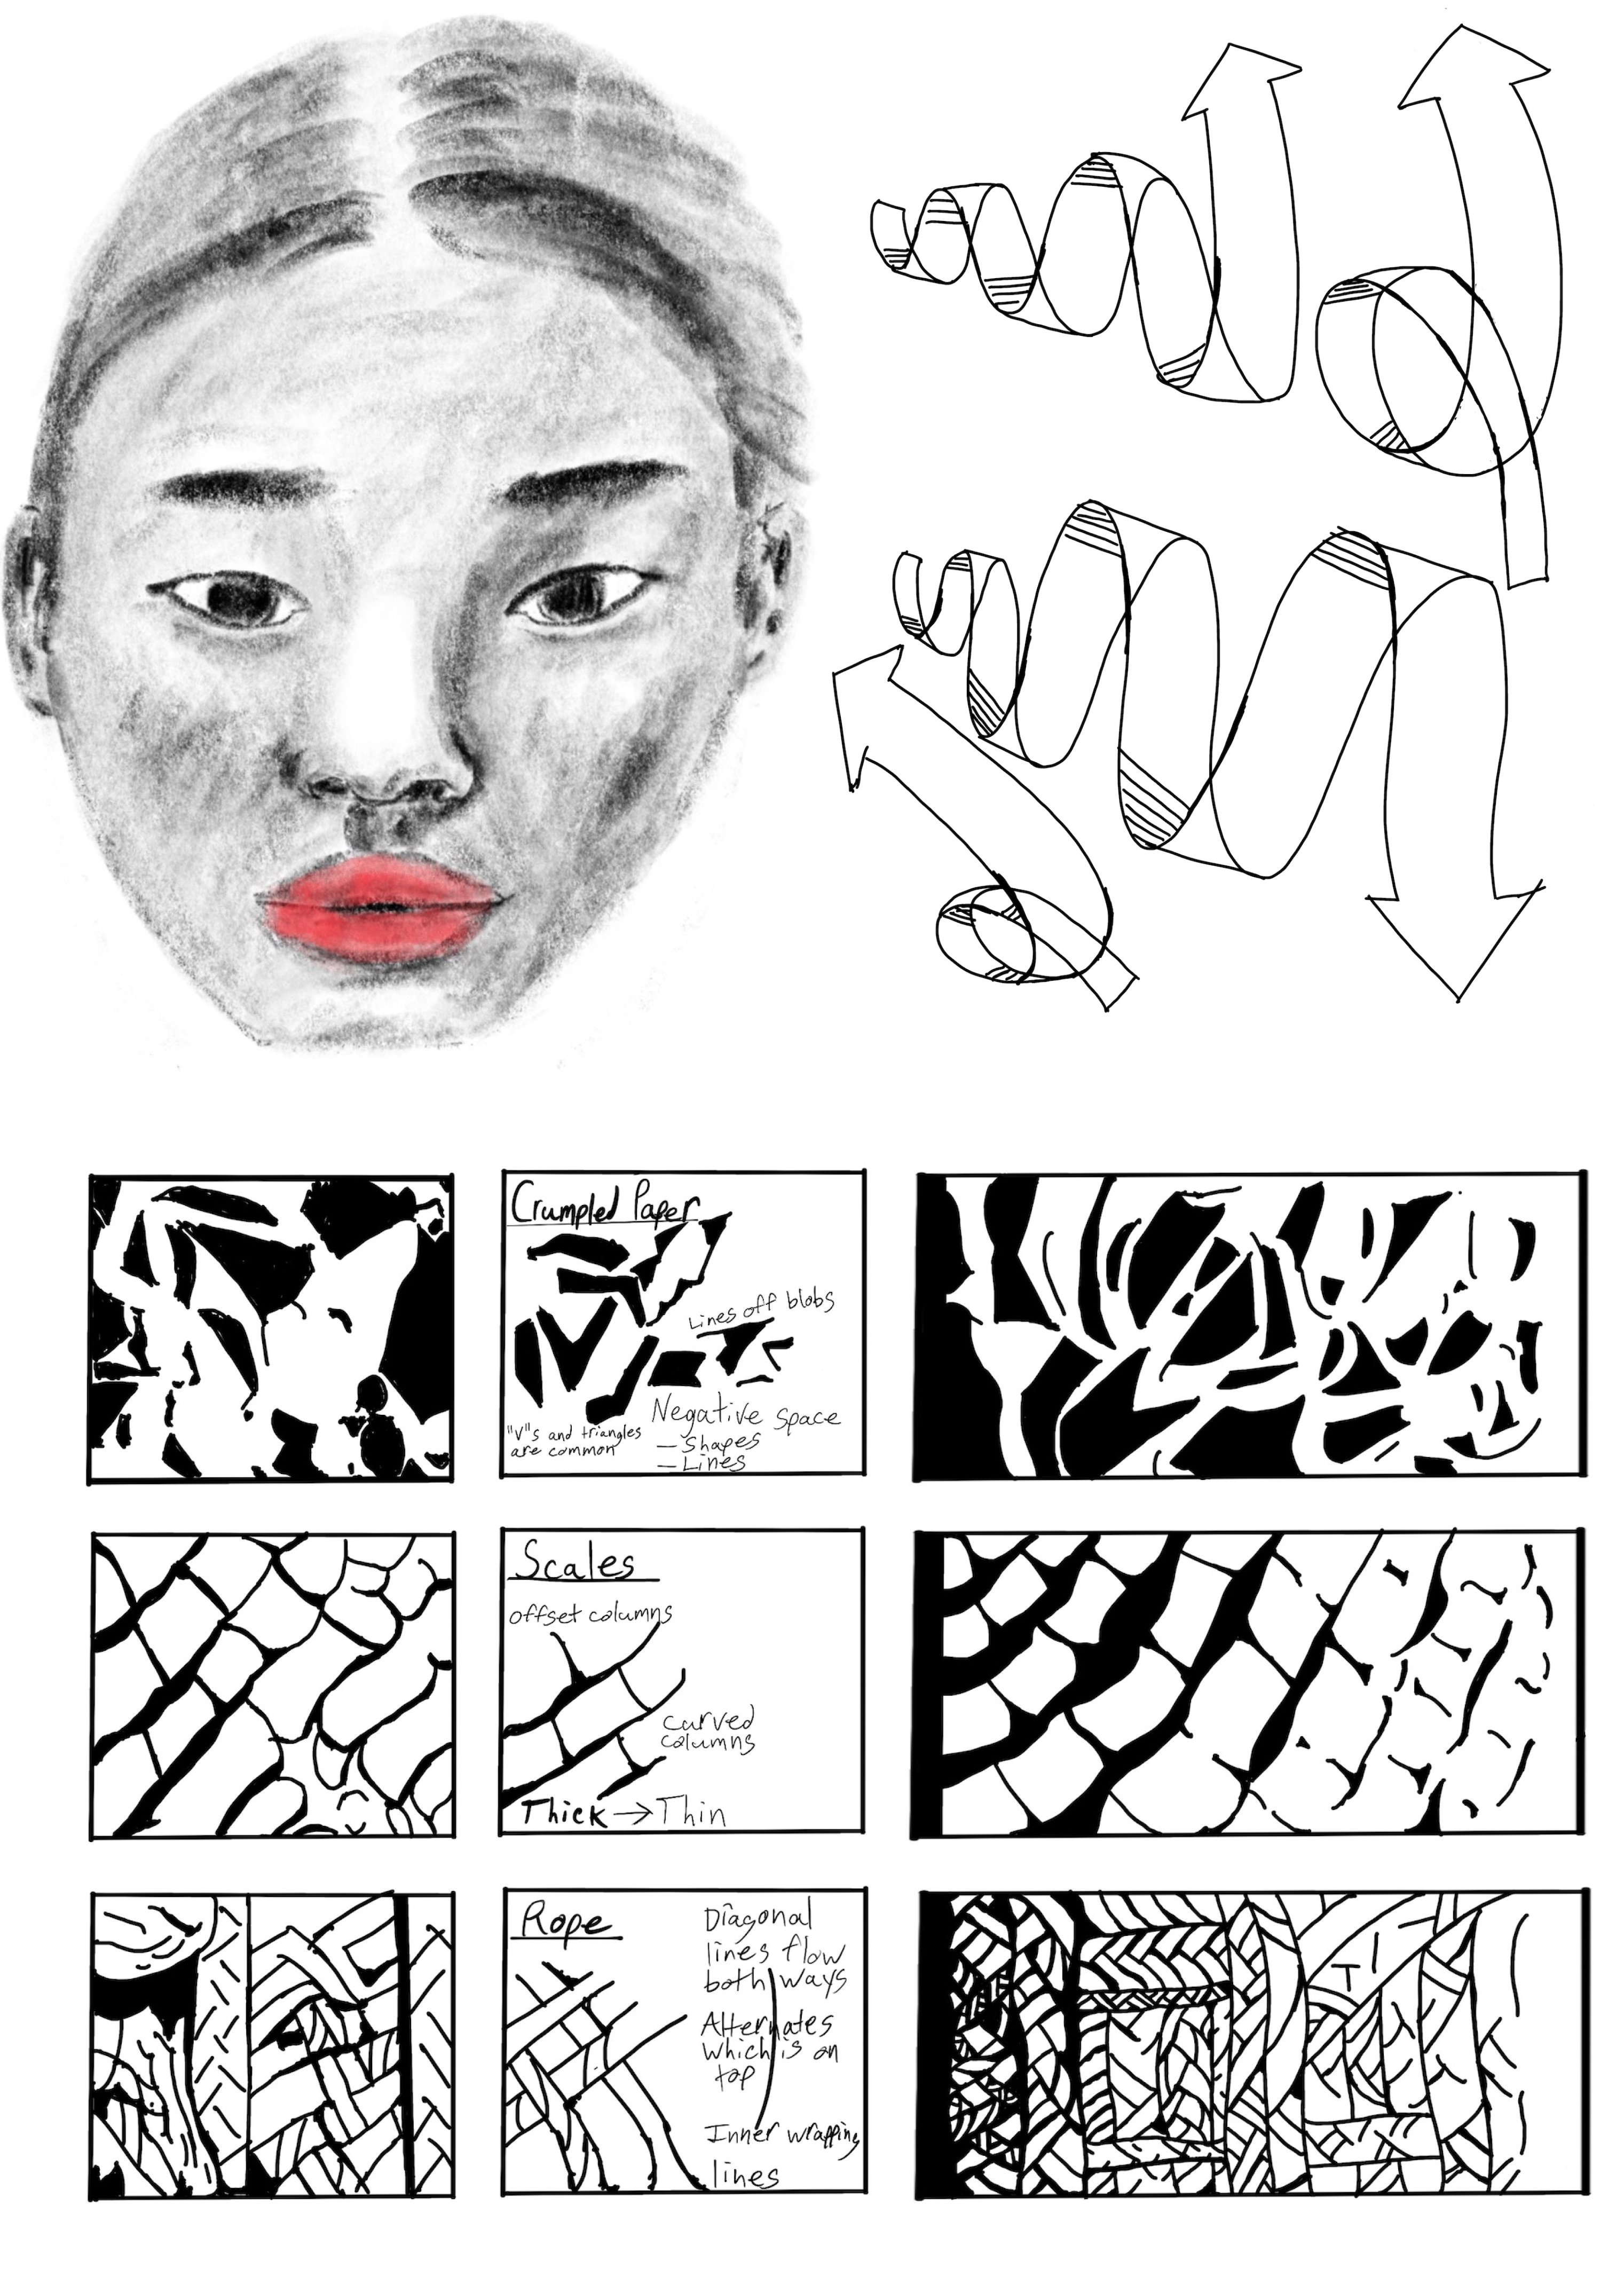 Crumpled Paper
Lines off blobs
"V"s and triangles
are common
Negative Space
– Shapes
– Lines
Scales
offset columns
curved
columns
Thick → Thin
Rope
Diagonal
lines flow
both ways
Alternates
which is on
top
Inner wrapping
lines